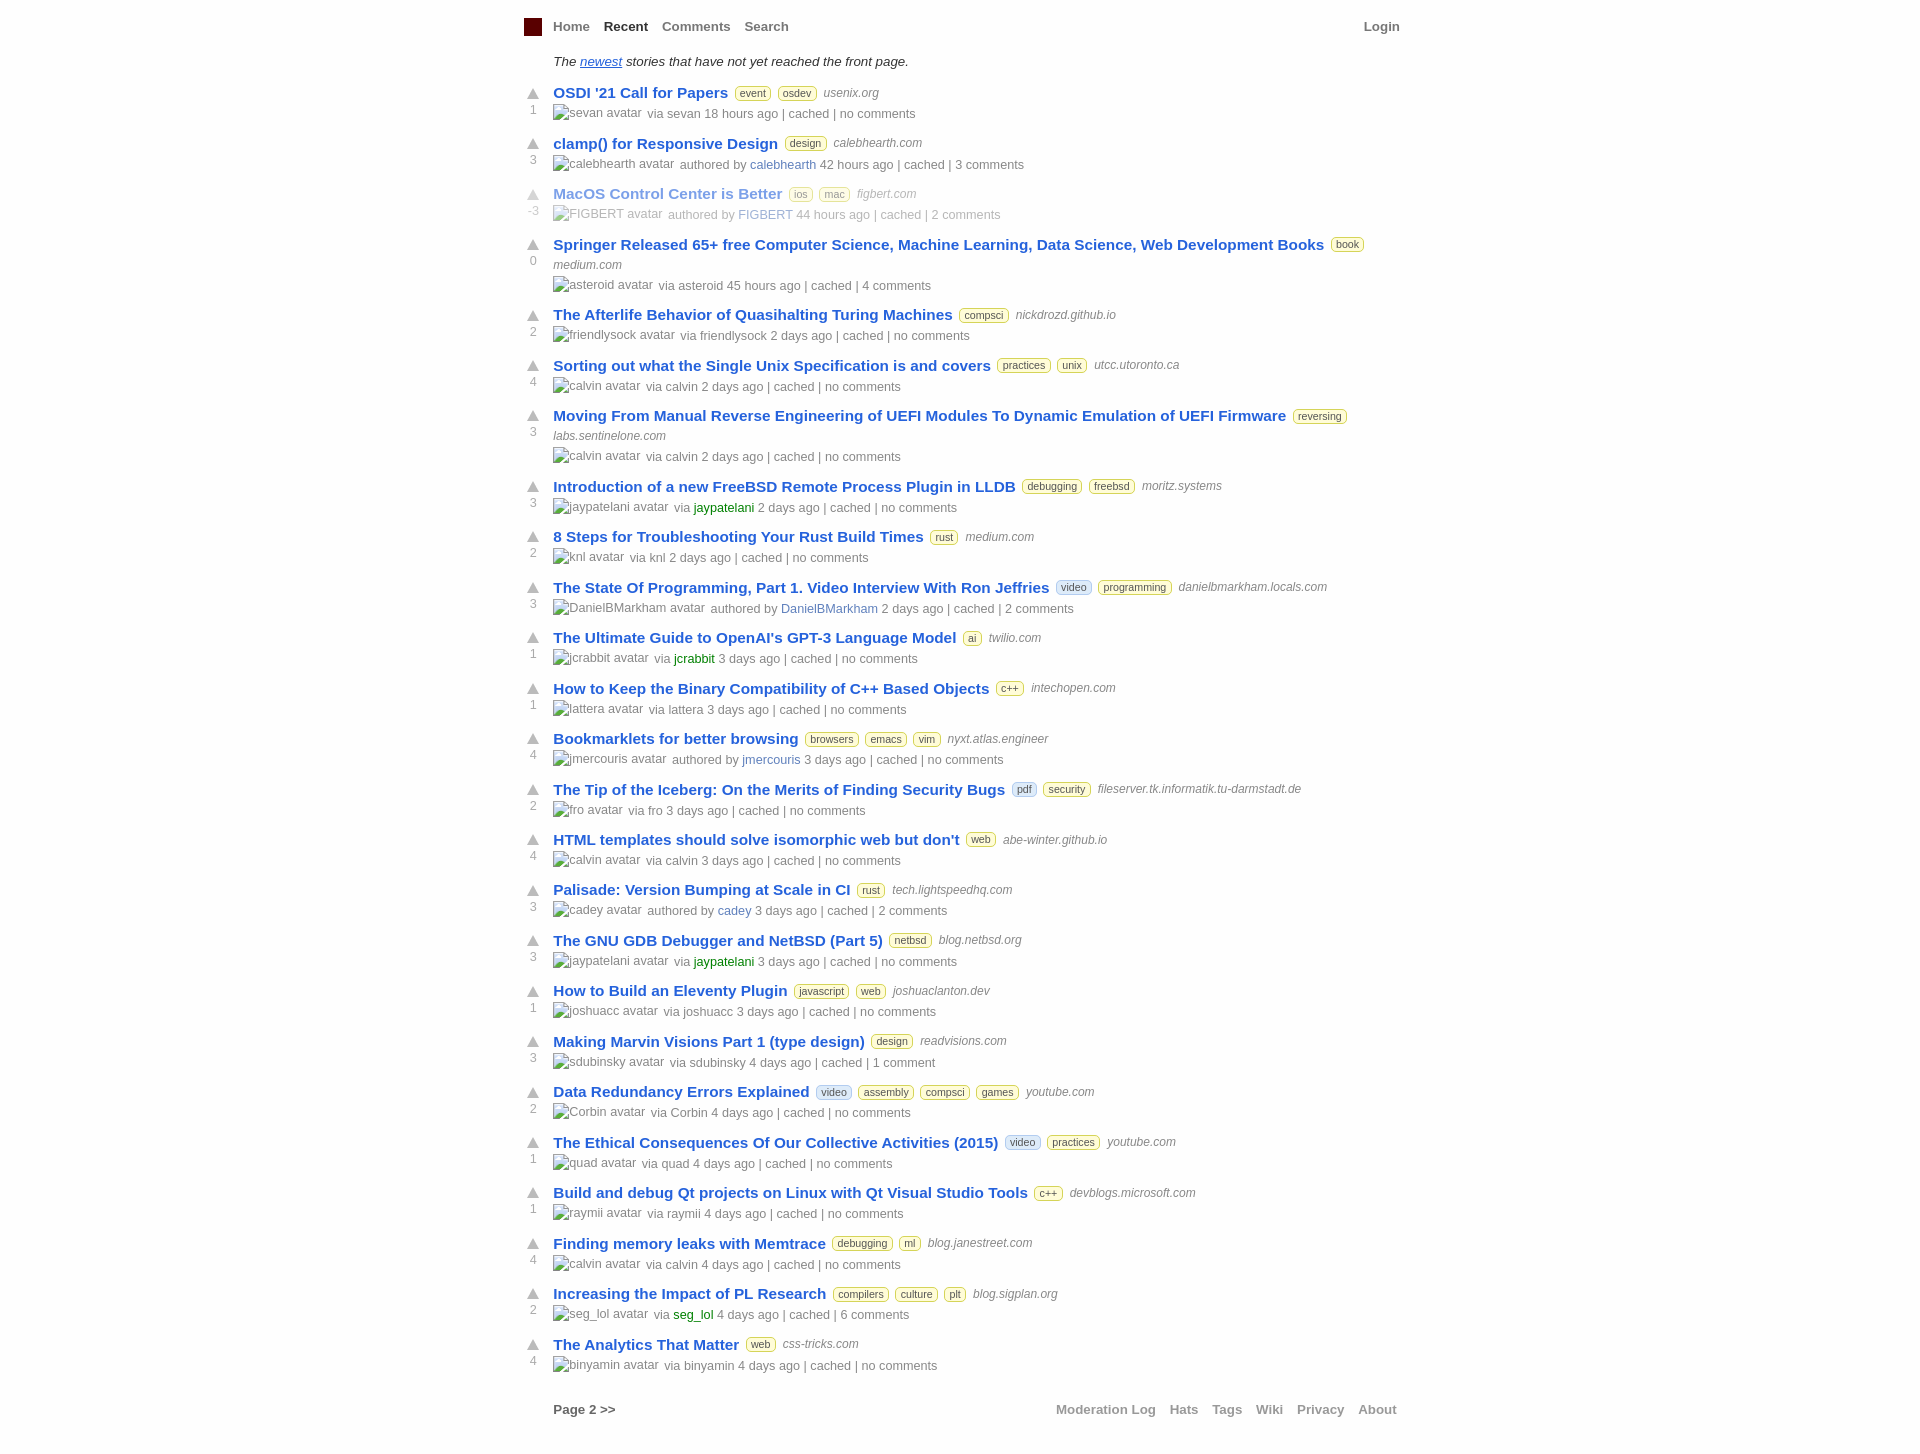 Home Recent Comments Search Login
The newest stories that have not yet reached the front page.
OSDI '21 Call for Papers event osdev usenix.org
1
sevan avatar via sevan 18 hours ago | cached | no comments
clamp() for Responsive Design design calebhearth.com
3
calebhearth avatar authored by calebhearth 42 hours ago | cached | 3 comments
MacOS Control Center is Better ios mac figbert.com
-3
FIGBERT avatar authored by FIGBERT 44 hours ago | cached | 2 comments
Springer Released 65+ free Computer Science, Machine Learning, Data Science, Web Development Books book
0
medium.com
asteroid avatar via asteroid 45 hours ago | cached | 4 comments
The Afterlife Behavior of Quasihalting Turing Machines compsci nickdrozd.github.io
2
friendlysock avatar via friendlysock 2 days ago | cached | no comments
Sorting out what the Single Unix Specification is and covers practices unix utcc.utoronto.ca
4
calvin avatar via calvin 2 days ago | cached | no comments
Moving From Manual Reverse Engineering of UEFI Modules To Dynamic Emulation of UEFI Firmware reversing
3
labs.sentinelone.com
calvin avatar via calvin 2 days ago | cached | no comments
Introduction of a new FreeBSD Remote Process Plugin in LLDB debugging freebsd moritz.systems
3
jaypatelani avatar via jaypatelani 2 days ago | cached | no comments
8 Steps for Troubleshooting Your Rust Build Times rust medium.com
2
knl avatar via knl 2 days ago | cached | no comments
The State Of Programming, Part 1. Video Interview With Ron Jeffries video programming danielbmarkham.locals.com
3
DanielBMarkham avatar authored by DanielBMarkham 2 days ago | cached | 2 comments
The Ultimate Guide to OpenAI's GPT-3 Language Model ai twilio.com
1
jcrabbit avatar via jcrabbit 3 days ago | cached | no comments
How to Keep the Binary Compatibility of C++ Based Objects c++ intechopen.com
1
lattera avatar via lattera 3 days ago | cached | no comments
Bookmarklets for better browsing browsers emacs vim nyxt.atlas.engineer
4
jmercouris avatar authored by jmercouris 3 days ago | cached | no comments
The Tip of the Iceberg: On the Merits of Finding Security Bugs pdf security fileserver.tk.informatik.tu-darmstadt.de
2
fro avatar via fro 3 days ago | cached | no comments
HTML templates should solve isomorphic web but don't web abe-winter.github.io
4
calvin avatar via calvin 3 days ago | cached | no comments
Palisade: Version Bumping at Scale in CI rust tech.lightspeedhq.com
3
cadey avatar authored by cadey 3 days ago | cached | 2 comments
The GNU GDB Debugger and NetBSD (Part 5) netbsd blog.netbsd.org
3
jaypatelani avatar via jaypatelani 3 days ago | cached | no comments
How to Build an Eleventy Plugin javascript web joshuaclanton.dev
1
joshuacc avatar via joshuacc 3 days ago | cached | no comments
Making Marvin Visions Part 1 (type design) design readvisions.com
3
sdubinsky avatar via sdubinsky 4 days ago | cached | 1 comment
Data Redundancy Errors Explained video assembly compsci games youtube.com
2
Corbin avatar via Corbin 4 days ago | cached | no comments
The Ethical Consequences Of Our Collective Activities (2015) video practices youtube.com
1
quad avatar via quad 4 days ago | cached | no comments
Build and debug Qt projects on Linux with Qt Visual Studio Tools c++ devblogs.microsoft.com
1
raymii avatar via raymii 4 days ago | cached | no comments
Finding memory leaks with Memtrace debugging ml blog.janestreet.com
4
calvin avatar via calvin 4 days ago | cached | no comments
Increasing the Impact of PL Research compilers culture plt blog.sigplan.org
2
seg_lol avatar via seg_lol 4 days ago | cached | 6 comments
The Analytics That Matter web css-tricks.com
4
binyamin avatar via binyamin 4 days ago | cached | no comments
Page 2 >> Moderation Log Hats Tags Wiki Privacy About